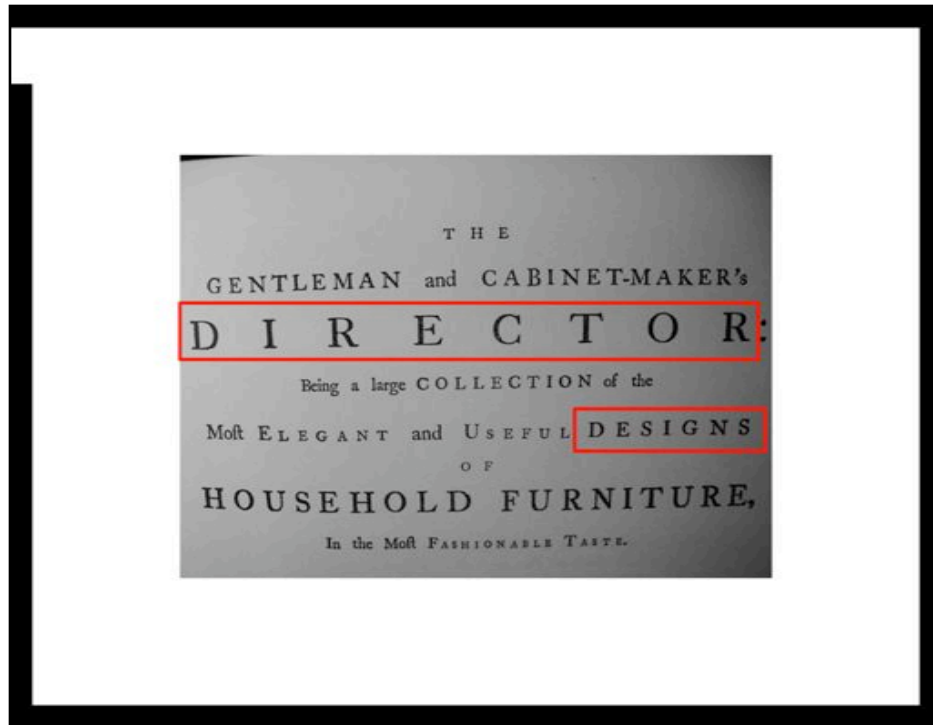 THE
GENTLEMAN and CABINET-MAKER's
DIRECTOR:
Being a large COLLECTION of the
Moſt ELEGANT and USEFUL DESIGNS
OF
HOUSEHOLD FURNITURE,
In the Moſt FASHIONABLE TASTE.